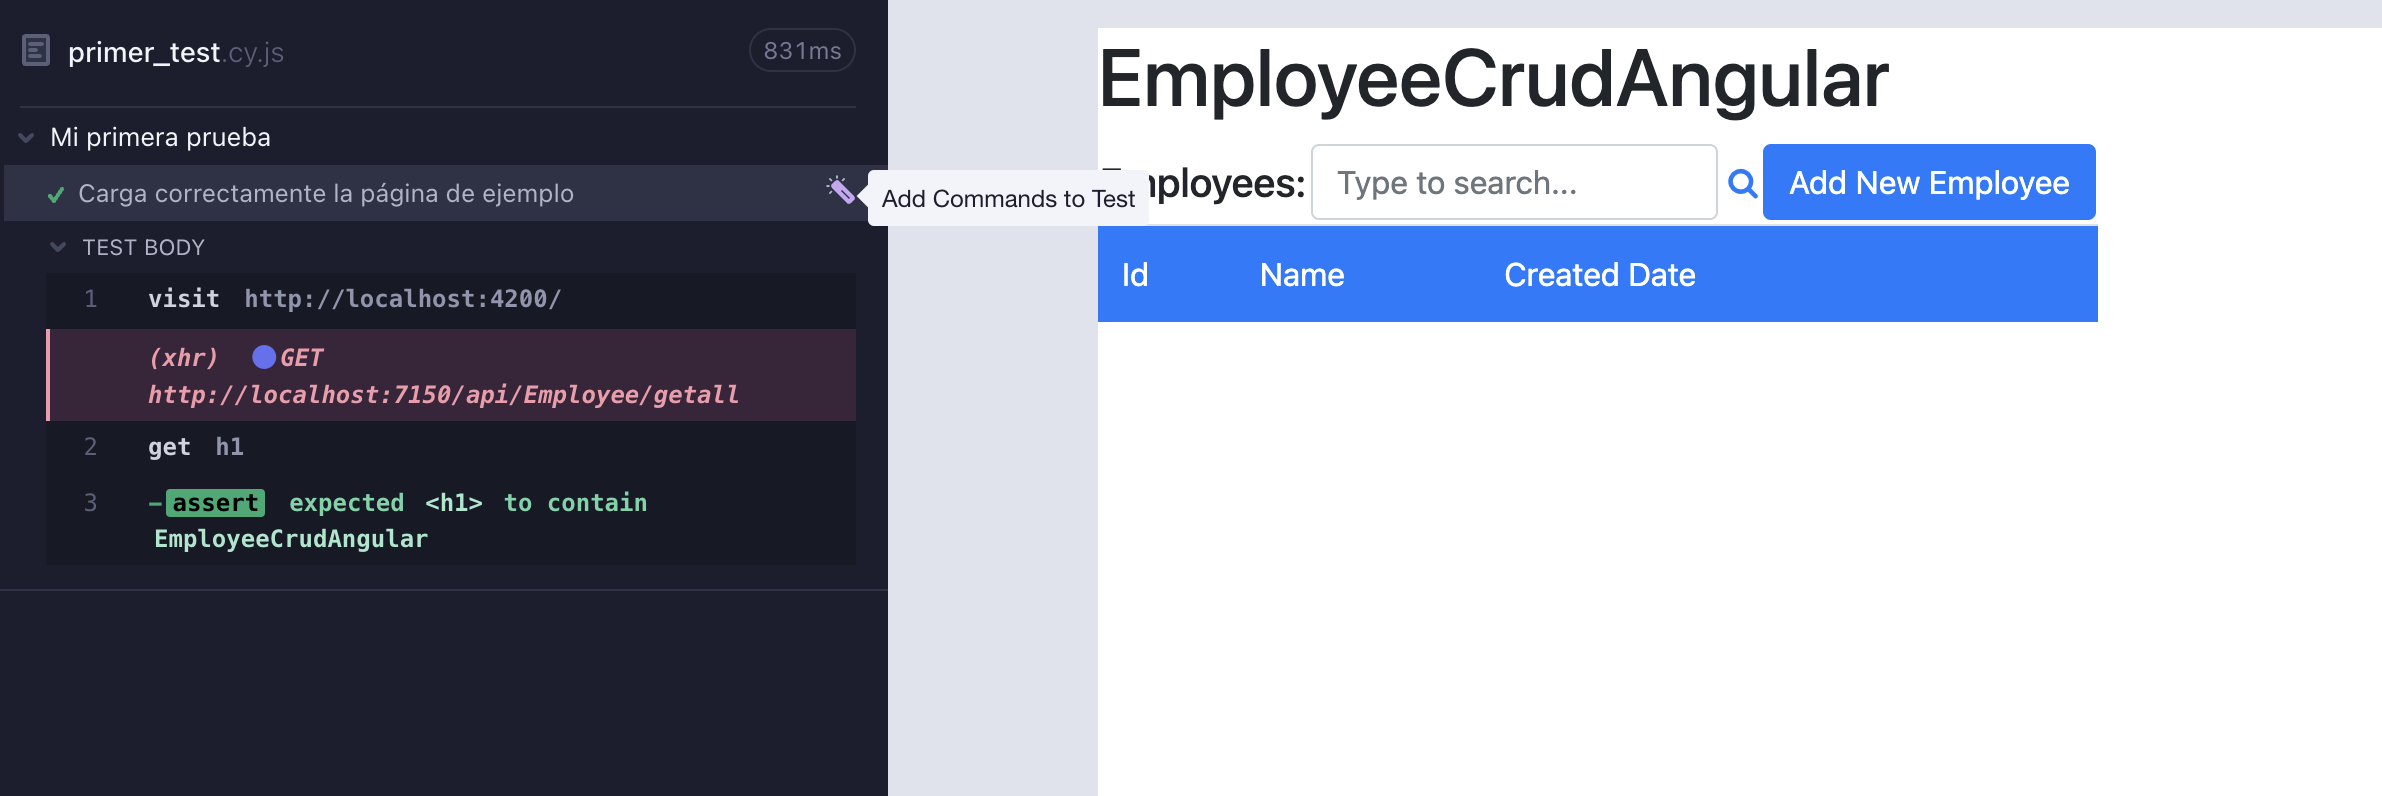 primer_test.cy.js 831ms
Mi primera prueba
Carga correctamente la página de ejemplo
Add Commands to Test
TEST BODY
1 visit http://localhost:4200/
(xhr) GET
http://localhost:7150/api/Employee/getall
2 get h1
3 -assert expected <h1> to contain
EmployeeCrudAngular
EmployeeCrudAngular
mployees: Type to search... Add New Employee
Id Name Created Date